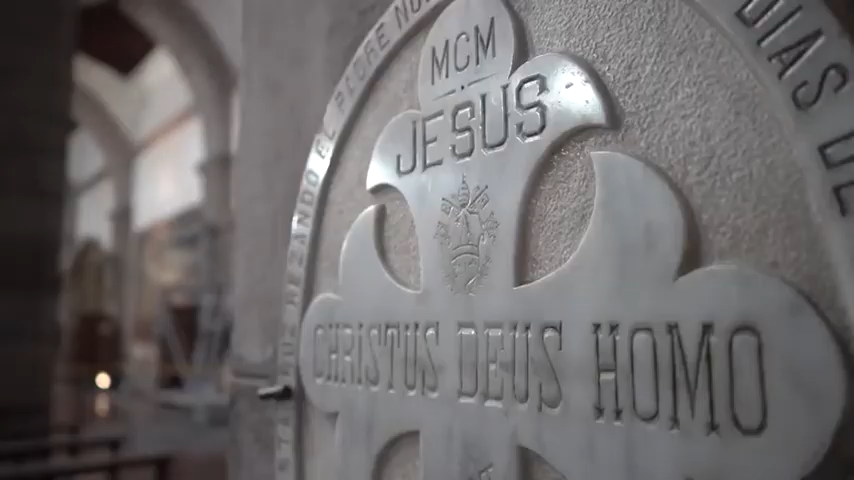 MCM
JESUS
CHRISTUS DEUS HOMO
REZANDO EL PADRE NU
DIAS DE